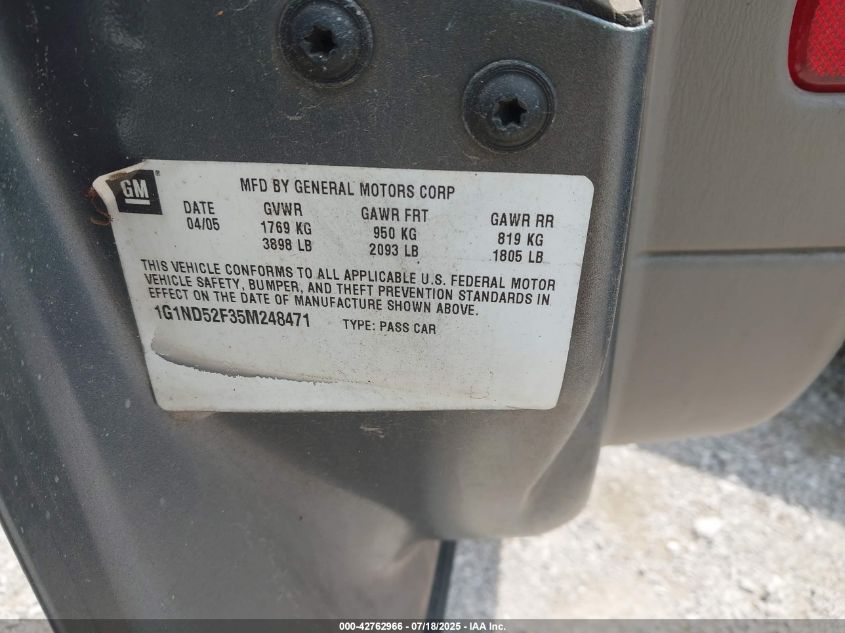 GM
MFD BY GENERAL MOTORS CORP
DATE GVWR GAWR FRT GAWR RR
04/05 1769 KG 950 KG 819 KG
3898 LB 2093 LB 1805 LB
THIS VEHICLE CONFORMS TO ALL APPLICABLE U.S. FEDERAL MOTOR
VEHICLE SAFETY, BUMPER, AND THEFT PREVENTION STANDARDS IN
EFFECT ON THE DATE OF MANUFACTURE SHOWN ABOVE.
1G1ND52F35M248471 TYPE: PASS CAR
000-42762966 - 07/18/2025 - IAA Inc.